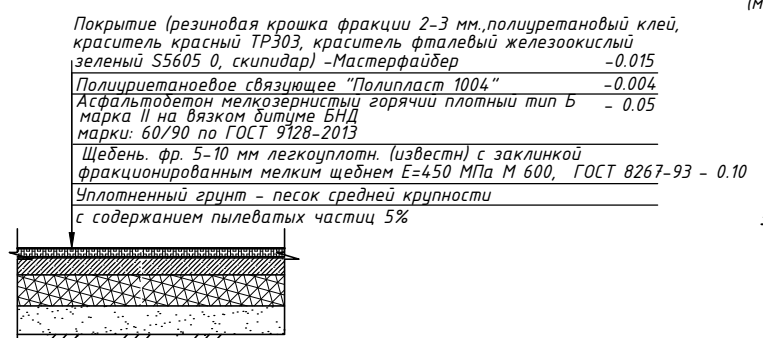 (м
Покрытие (резиновая крошка фракции 2-3 мм.,полиуретановый клей,
краситель красный ТР303, краситель фталевый железоокислый
зеленый S5605 0, скипидар) -Мастерфайбер -0.015
Полиуриетаноевое связующее "Полипласт 1004" -0.004
Асфальтобетон мелкозернистый горячий плотный тип Б - 0.05
марка II на вязком битуме БНД
марки: 60/90 по ГОСТ 9128-2013
Щебень. фр. 5-10 мм легкоуплотн. (известн) с заклинкой
фракционированным мелким щебнем Е=450 МПа М 600, ГОСТ 8267-93 - 0.10
Уплотненный грунт - песок средней крупности
с содержанием пылеватых частиц 5%